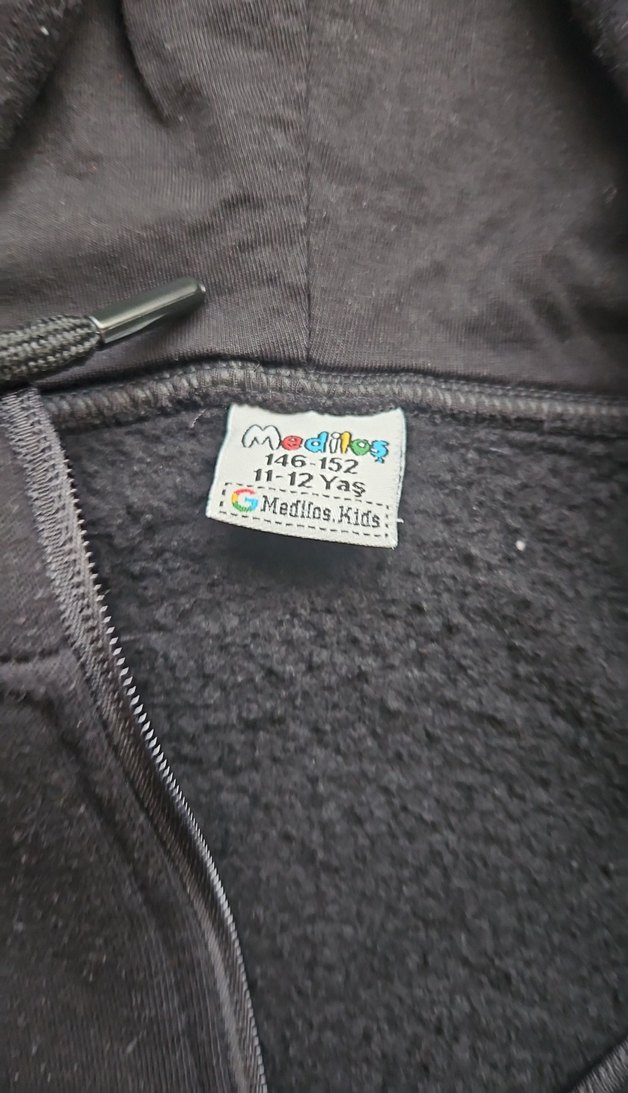 Mediloş
146-152
11-12 Yaş
G Medilos.Kids